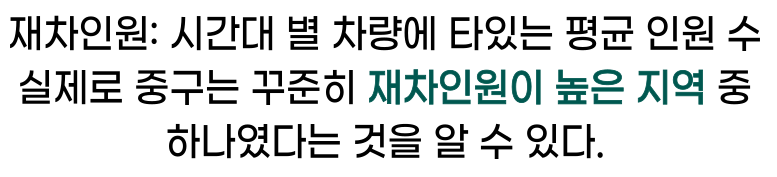 재차인원: 시간대 별 차량에 타있는 평균 인원 수
실제로 중구는 꾸준히 재차인원이 높은 지역 중
하나였다는 것을 알 수 있다.